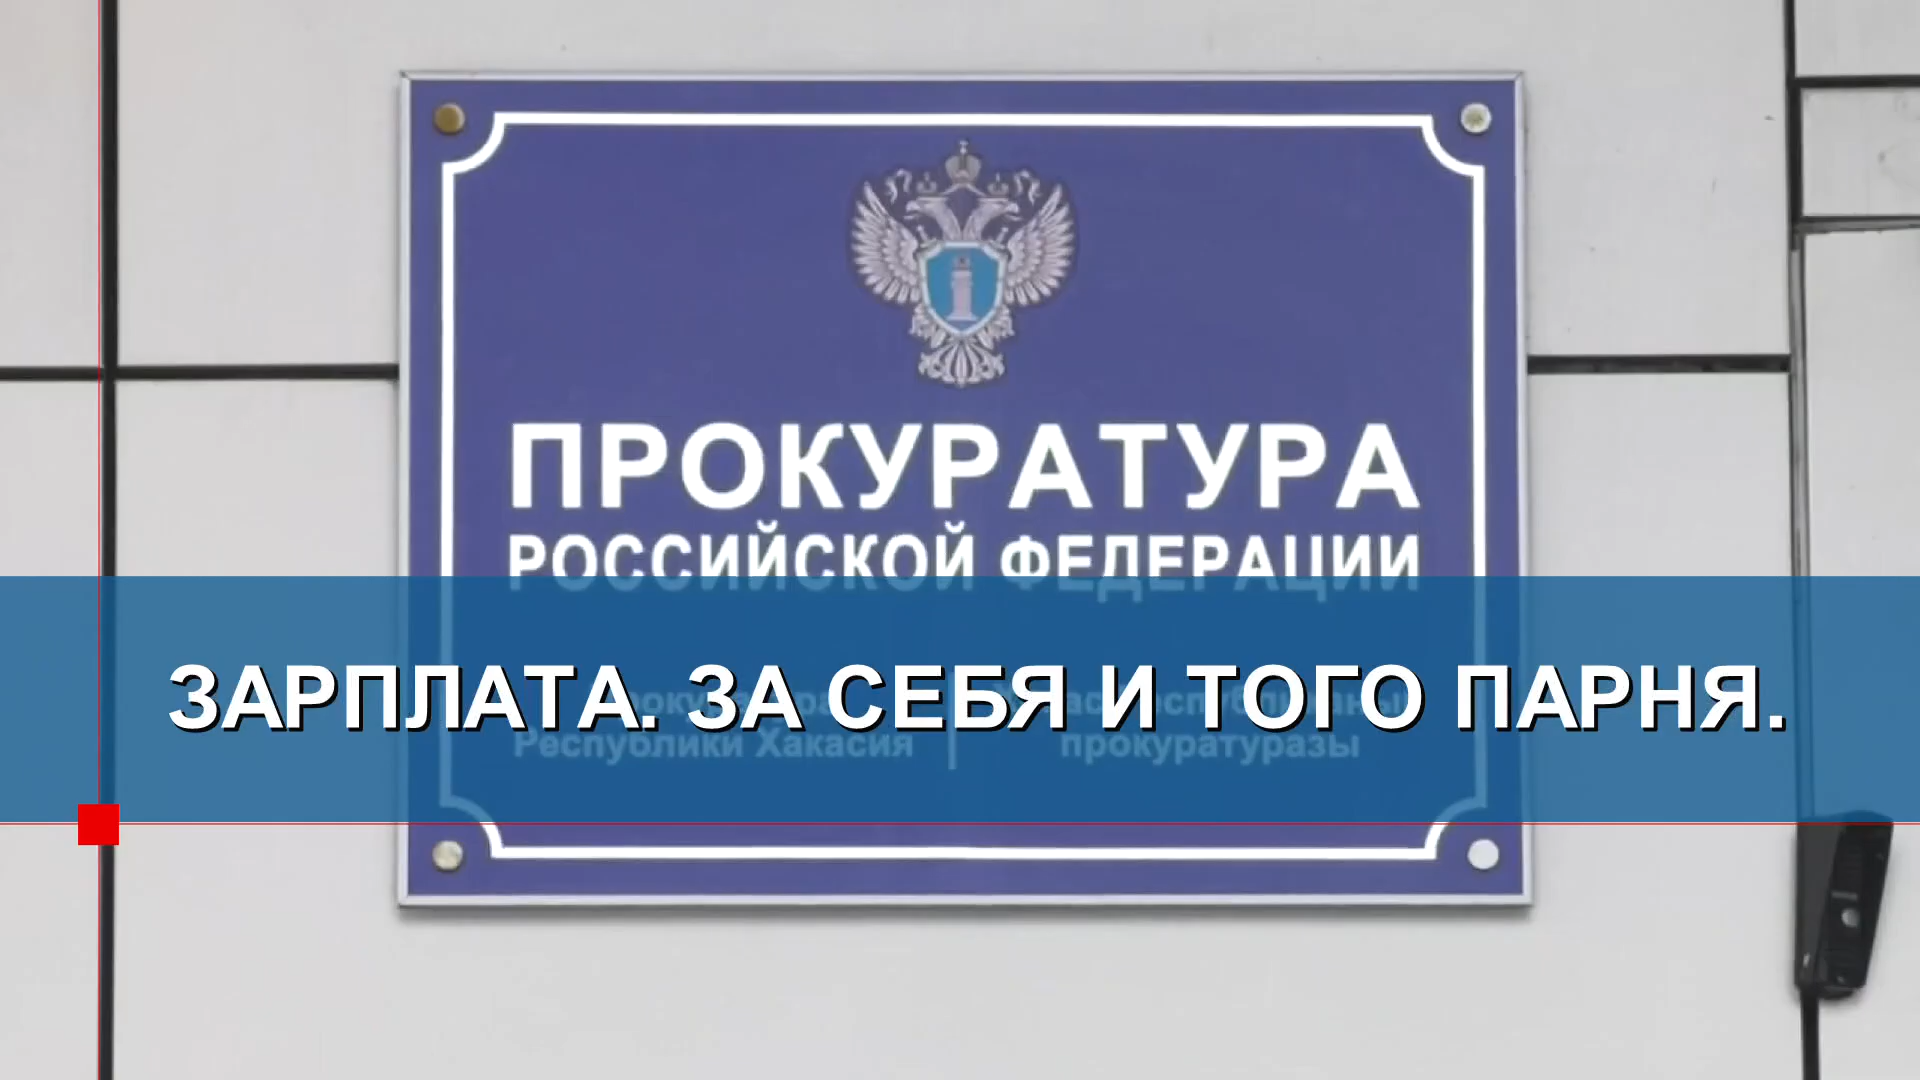 ПРОКУРАТУРА
РОССИЙСКОЙ ФЕДЕРАЦИИ
ЗАРПЛАТА. ЗА СЕБЯ И ТОГО ПАРНЯ.
Республики Хакасия
прокуратуразы